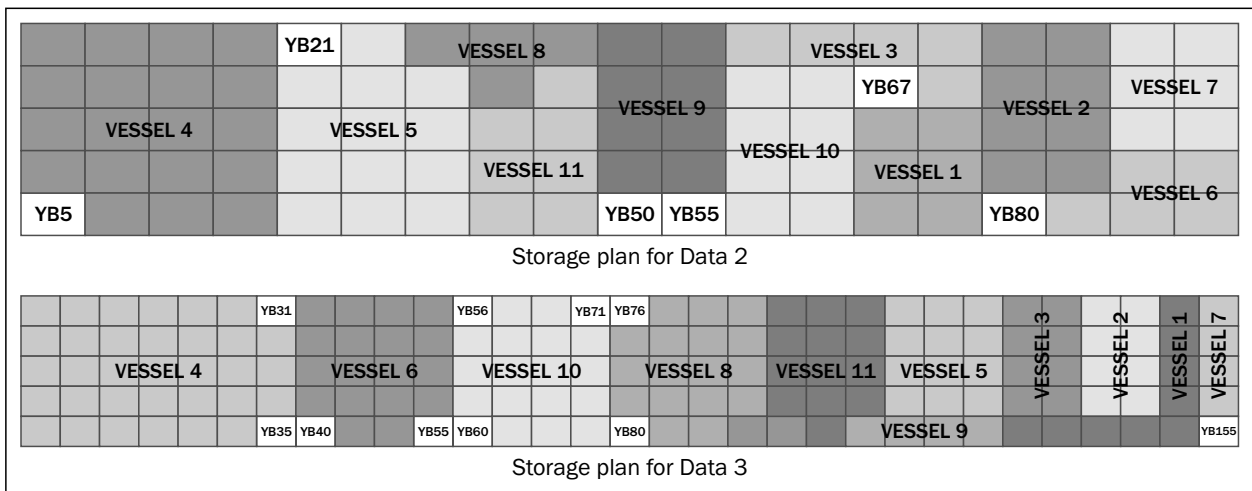 YB21 VESSEL 8 VESSEL 3
YB67 VESSEL 7
VESSEL 9 VESSEL 2
VESSEL 4 VESSEL 5
VESSEL 10
VESSEL 11 VESSEL 1
VESSEL 6
YB5 YB50 YB55 YB80
Storage plan for Data 2
YB31 YB56 YB71 YB76
VESSEL 3 VESSEL 2 VESSEL 1 VESSEL 7
VESSEL 4 VESSEL 6 VESSEL 10 VESSEL 8 VESSEL 11 VESSEL 5
YB35 YB40 YB55 YB60 YB80 VESSEL 9 YB155
Storage plan for Data 3